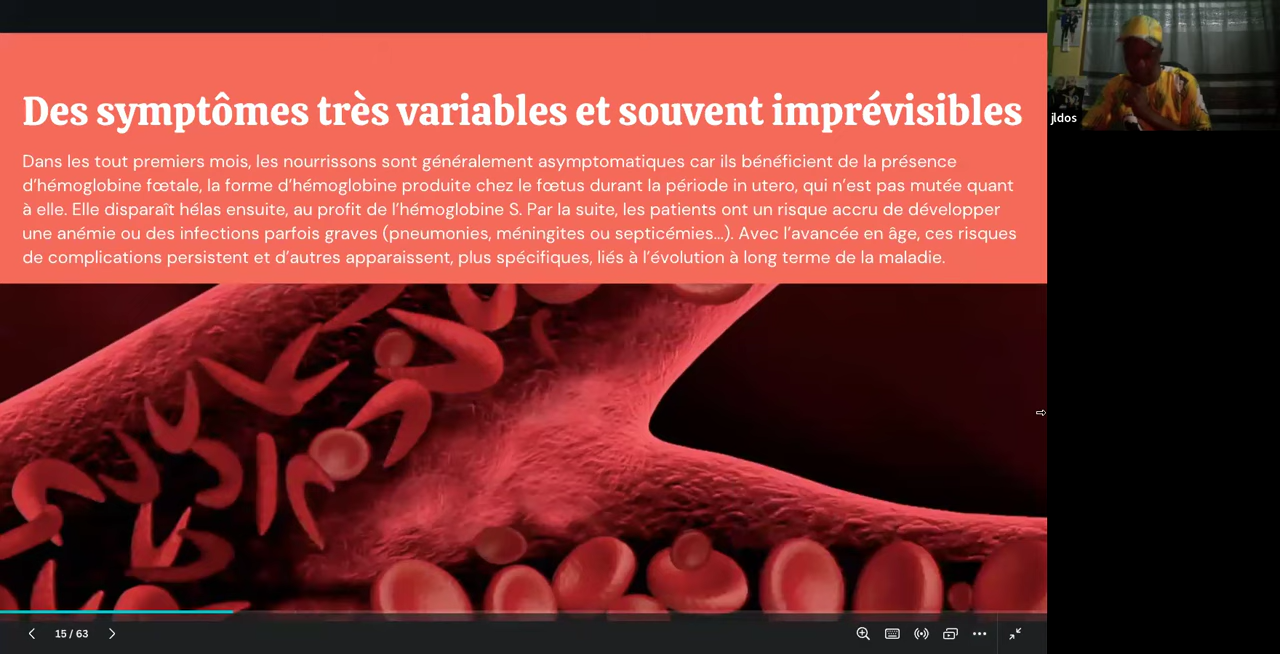 Des symptômes très variables et souvent imprévisibles
Dans les tout premiers mois, les nourrissons sont généralement asymptomatiques car ils bénéficient de la présence
d’hémoglobine fœtale, la forme d’hémoglobine produite chez le fœtus durant la période in utero, qui n’est pas mutée quant
à elle. Elle disparaît hélas ensuite, au profit de l’hémoglobine S. Par la suite, les patients ont un risque accru de développer
une anémie ou des infections parfois graves (pneumonies, méningites ou septicémies…). Avec l’avancée en âge, ces risques
de complications persistent et d’autres apparaissent, plus spécifiques, liés à l’évolution à long terme de la maladie.
jldos
15 / 63